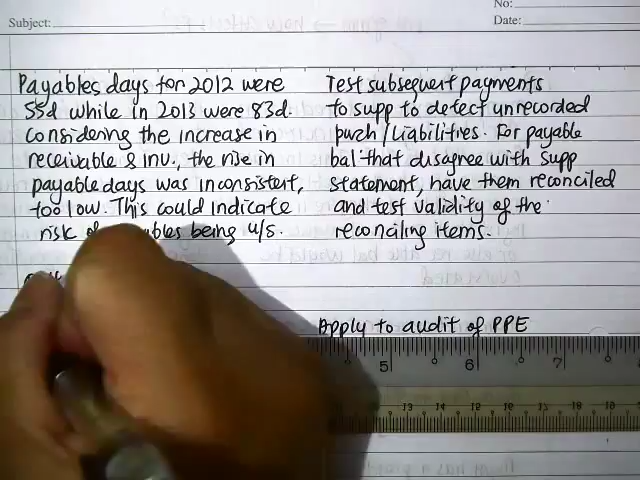 No:
Subject:
Date:
Payables days for 2012 were
55d while in 2013 were 83d.
Considering the increase in
receivable & inv., the rise in
payable days was inconsistent,
too low. This could indicate
risk of being u/s.
Test subsequent payments
to supp to detect unrecorded
purch / Liabilities. For payable
bal that disagree with supp
statement, have them reconciled
and test validity of the
reconciling items.
Apply to audit of PPE
5 6 7
13 14 15 16 17 18